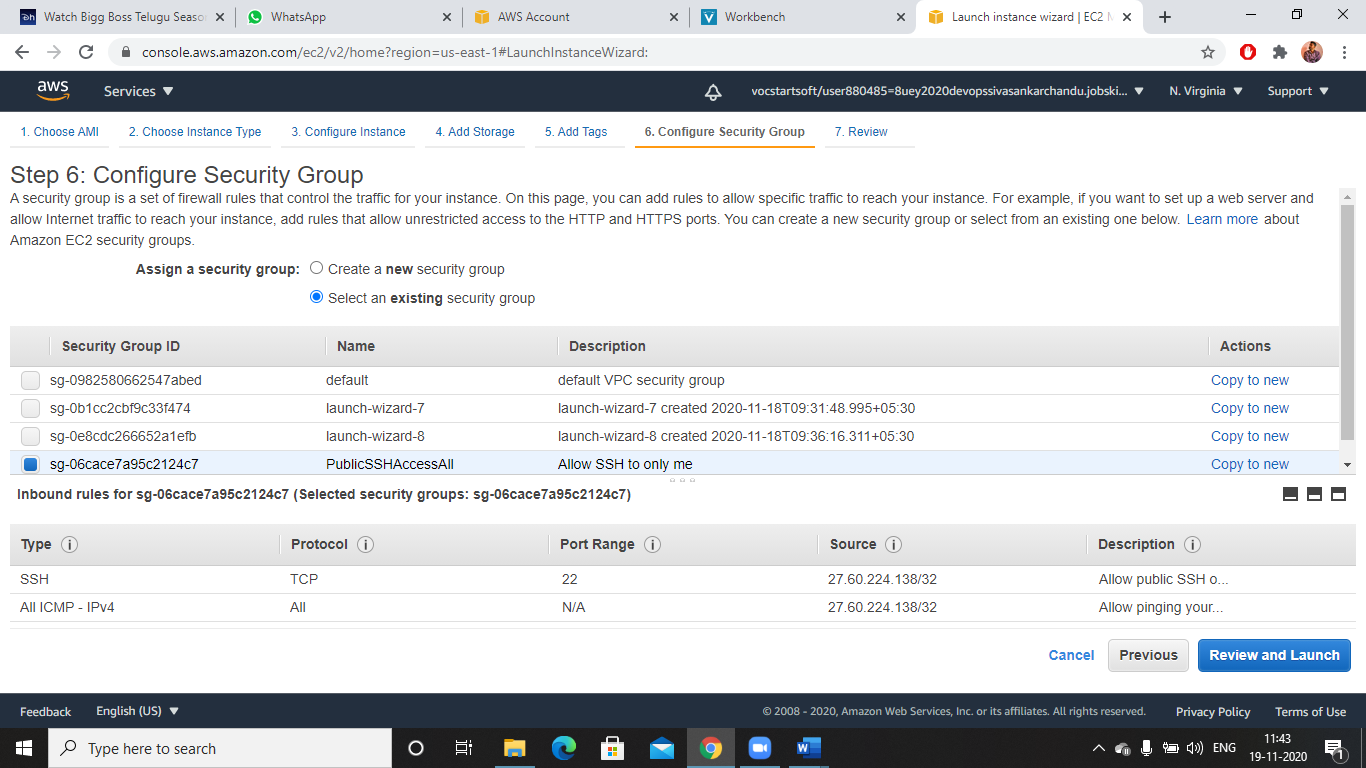 Watch Bigg Boss Telugu Seaso
WhatsApp
AWS Account
Workbench
Launch instance wizard | EC2 M
console.aws.amazon.com/ec2/v2/home?region=us-east-1#LaunchInstanceWizard:
aws
Services
vocstartsoft/user880485=8uey2020devopssivasankarchandu.jobski...
N. Virginia
Support
1. Choose AMI
2. Choose Instance Type
3. Configure Instance
4. Add Storage
5. Add Tags
6. Configure Security Group
7. Review
Step 6: Configure Security Group
A security group is a set of firewall rules that control the traffic for your instance. On this page, you can add rules to allow specific traffic to reach your instance. For example, if you want to set up a web server and
allow Internet traffic to reach your instance, add rules that allow unrestricted access to the HTTP and HTTPS ports. You can create a new security group or select from an existing one below. Learn more about
Amazon EC2 security groups.
Assign a security group: Create a new security group
Select an existing security group
Security Group ID Name Description Actions
sg-0982580662547abed default default VPC security group Copy to new
sg-0b1cc2cbf9c33f474 launch-wizard-7 launch-wizard-7 created 2020-11-18T09:31:48.995+05:30 Copy to new
sg-0e8cdc266652a1efb launch-wizard-8 launch-wizard-8 created 2020-11-18T09:36:16.311+05:30 Copy to new
sg-06cace7a95c2124c7 PublicSSHAccessAll Allow SSH to only me Copy to new
Inbound rules for sg-06cace7a95c2124c7 (Selected security groups: sg-06cace7a95c2124c7)
Type Protocol Port Range Source Description
SSH TCP 22 27.60.224.138/32 Allow public SSH o...
All ICMP - IPv4 All N/A 27.60.224.138/32 Allow pinging your...
Cancel Previous Review and Launch
Feedback English (US) © 2008 - 2020, Amazon Web Services, Inc. or its affiliates. All rights reserved. Privacy Policy Terms of Use
Type here to search
ENG
11:43
19-11-2020
1